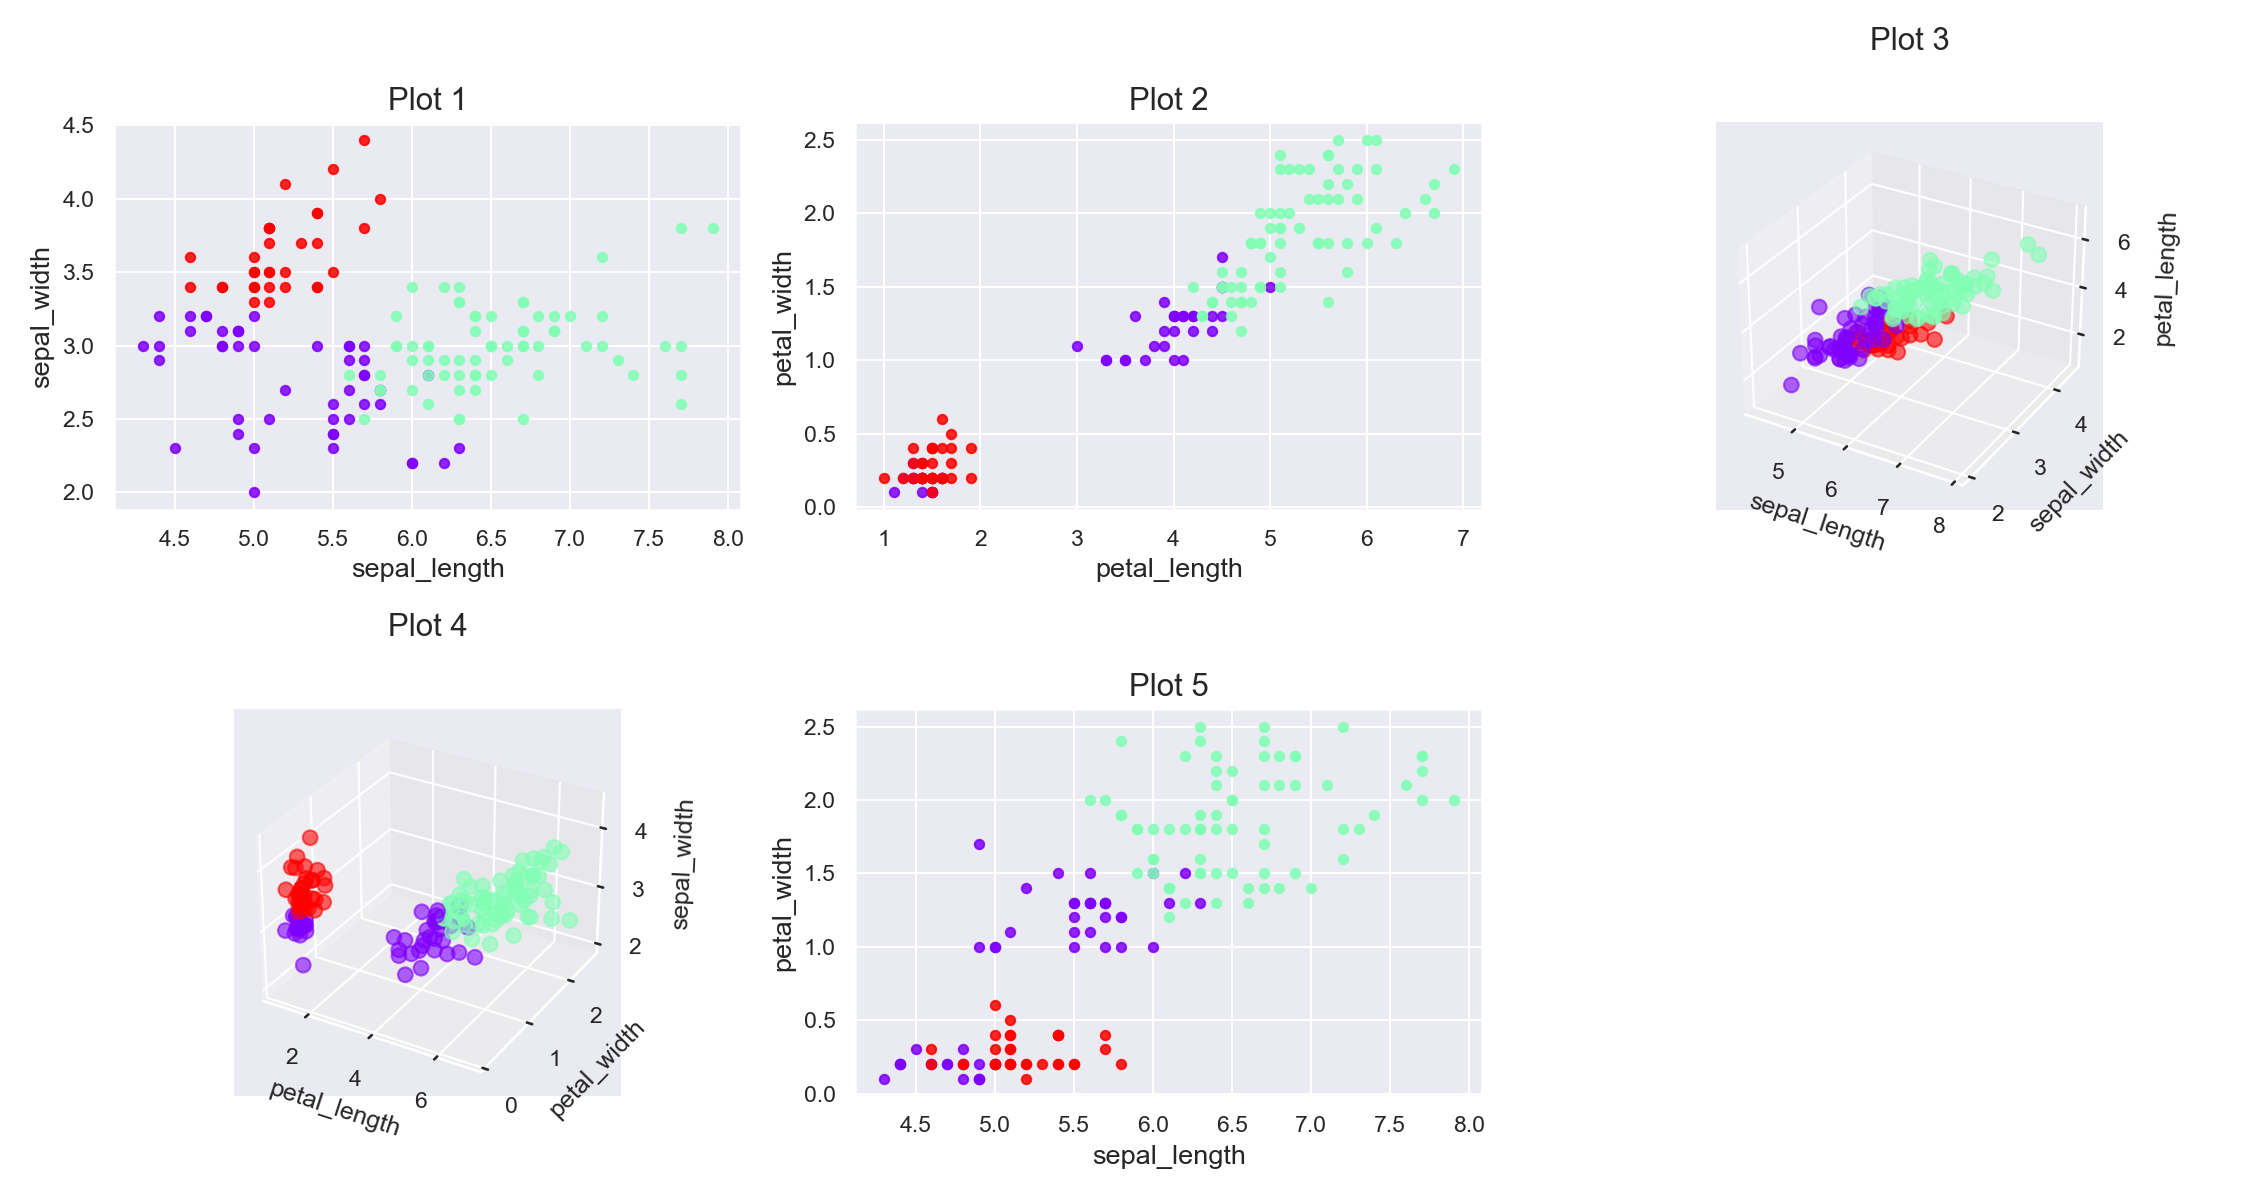 Plot 1
4.5
4.0
3.5
3.0
2.5
2.0
sepal_width
4.5 5.0 5.5 6.0 6.5 7.0 7.5 8.0
sepal_length
Plot 2
2.5
2.0
1.5
1.0
0.5
0.0
petal_width
1 2 3 4 5 6 7
petal_length
Plot 3
6
4
2
petal_length
5 6 7 8
sepal_length
2 3 4
sepal_width
Plot 4
4
3
2
sepal_width
2 4 6
petal_length
0 1 2
petal_width
Plot 5
2.5
2.0
1.5
1.0
0.5
0.0
petal_width
4.5 5.0 5.5 6.0 6.5 7.0 7.5 8.0
sepal_length